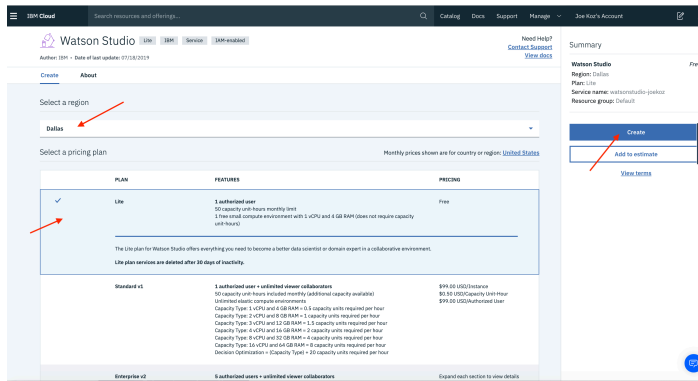 IBM Cloud
Search resources and offerings...
Catalog Docs Support Manage Joe Koz's Account
Watson Studio Lite IBM Service IAM-enabled
Author: IBM • Date of last update: 07/18/2019
Need Help?
Contact Support
View docs
Create About
Select a region
Dallas
Select a pricing plan
Monthly prices shown are for country or region: United States
PLAN FEATURES PRICING
Lite 1 authorized user Free
50 capacity unit-hours monthly limit
1 free small compute environment with 1 vCPU and 4 GB RAM (does not require capacity
unit-hours)
The Lite plan for Watson Studio offers everything you need to become a better data scientist or domain expert in a collaborative environment.
Lite plan services are deleted after 30 days of inactivity.
Standard v1 1 authorized user + unlimited viewer collaborators $99.00 USD/Instance
50 capacity unit-hours included monthly (additional capacity available) $0.50 USD/Capacity Unit-Hour
Unlimited elastic compute environments $99.00 USD/Authorized User
Capacity Type: 1 vCPU and 4 GB RAM = 0.5 capacity units required per hour
Capacity Type: 2 vCPU and 8 GB RAM = 1 capacity units required per hour
Capacity Type: 3 vCPU and 12 GB RAM = 1.5 capacity units required per hour
Capacity Type: 4 vCPU and 16 GB RAM = 2 capacity units required per hour
Capacity Type: 8 vCPU and 32 GB RAM = 4 capacity units required per hour
Capacity Type: 16 vCPU and 64 GB RAM = 8 capacity units required per hour
Decision Optimization = (Capacity Type) + 20 capacity units required per hour
Enterprise v2 5 authorized users + unlimited viewer collaborators Expand each section to view details
Summary
Watson Studio Fre
Region: Dallas
Plan: Lite
Service name: watsonstudio-joekoz
Resource group: Default
Create
Add to estimate
View terms